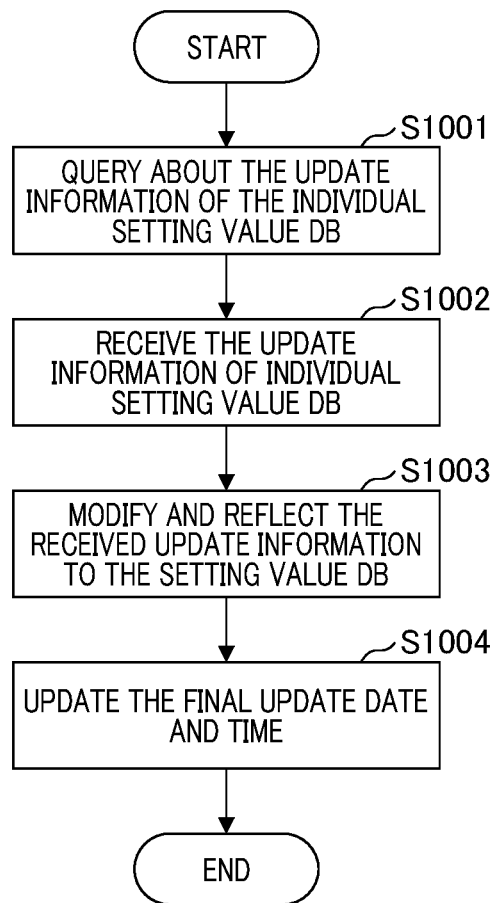 START
S1001
QUERY ABOUT THE UPDATE
INFORMATION OF THE INDIVIDUAL
SETTING VALUE DB
S1002
RECEIVE THE UPDATE
INFORMATION OF INDIVIDUAL
SETTING VALUE DB
S1003
MODIFY AND REFLECT THE
RECEIVED UPDATE INFORMATION
TO THE SETTING VALUE DB
S1004
UPDATE THE FINAL UPDATE DATE
AND TIME
END